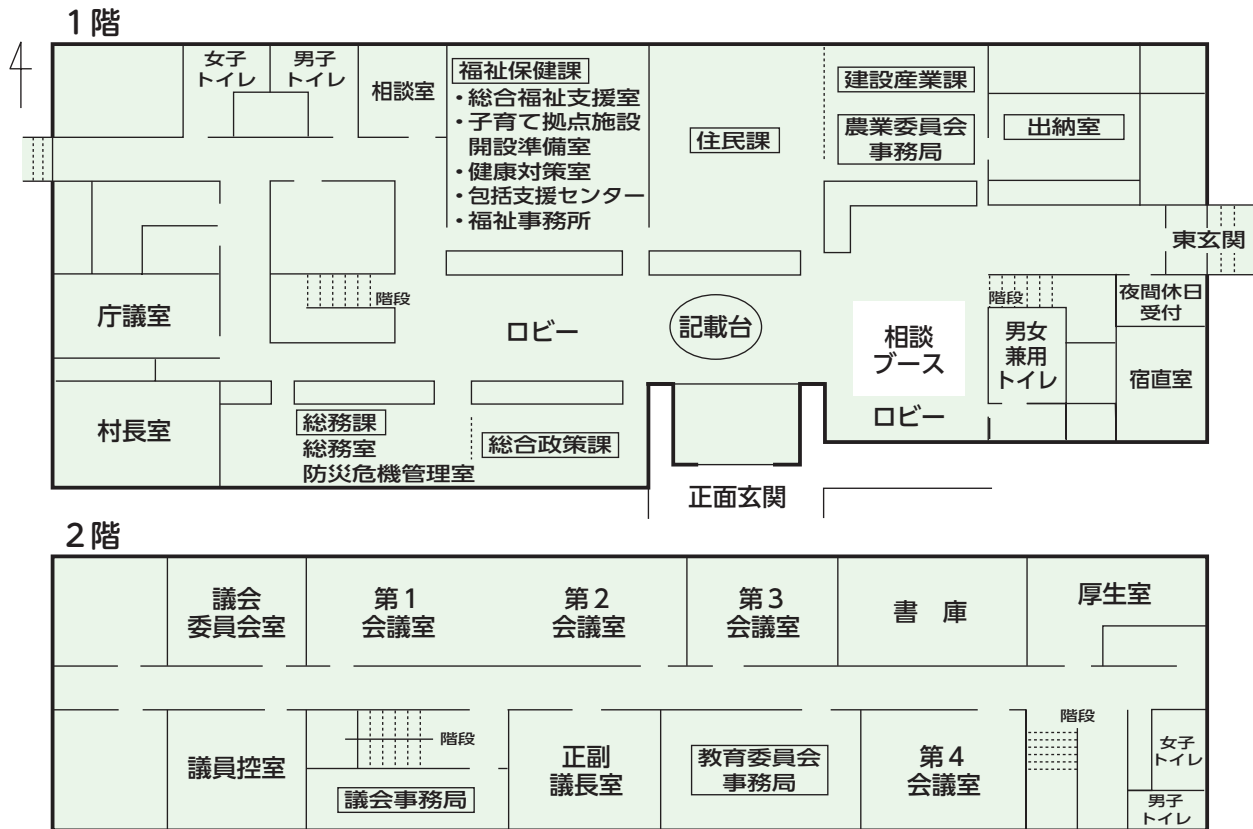 1階
女子
トイレ
男子
トイレ
相談室
福祉保健課
・総合福祉支援室
・子育て拠点施設
開設準備室
・健康対策室
・包括支援センター
・福祉事務所
住民課
建設産業課
農業委員会
事務局
出納室
東玄関
庁議室
階段
ロビー
記載台
相談
ブース
階段
男女
兼用
トイレ
夜間休日
受付
宿直室
村長室
総務課
総務室
防災危機管理室
総合政策課
ロビー
正面玄関
2階
議会
委員会室
第1
会議室
第2
会議室
第3
会議室
書庫
厚生室
議員控室
階段
議会事務局
正副
議長室
教育委員会
事務局
第4
会議室
階段
女子
トイレ
男子
トイレ